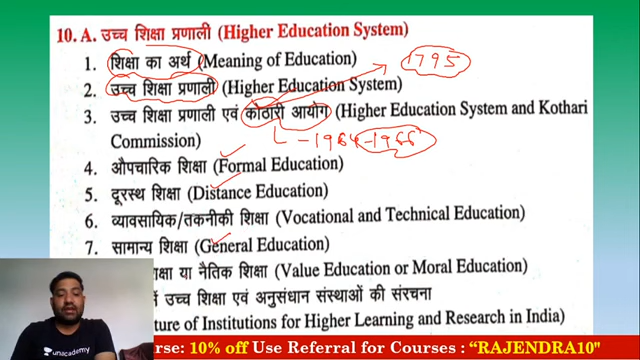 10. A. उच्च शिक्षा प्रणाली (Higher Education System)
1. शिक्षा का अर्थ (Meaning of Education)
1795
2. उच्च शिक्षा प्रणाली (Higher Education System)
3. उच्च शिक्षा प्रणाली एवं कोठारी आयोग (Higher Education System and Kothari
Commission)
- 1964-1966
4. औपचारिक शिक्षा (Formal Education)
5. दूरस्थ शिक्षा (Distance Education)
6. व्यावसायिक/तकनीकी शिक्षा (Vocational and Technical Education)
7. सामान्य शिक्षा (General Education)
शिक्षा या नैतिक शिक्षा (Value Education or Moral Education)
उच्च शिक्षा एवं अनुसंधान संस्थाओं की संरचना
ture of Institutions for Higher Learning and Research in India)
unacademy
rse: 10% off Use Referral for Courses : “RAJENDRA10”